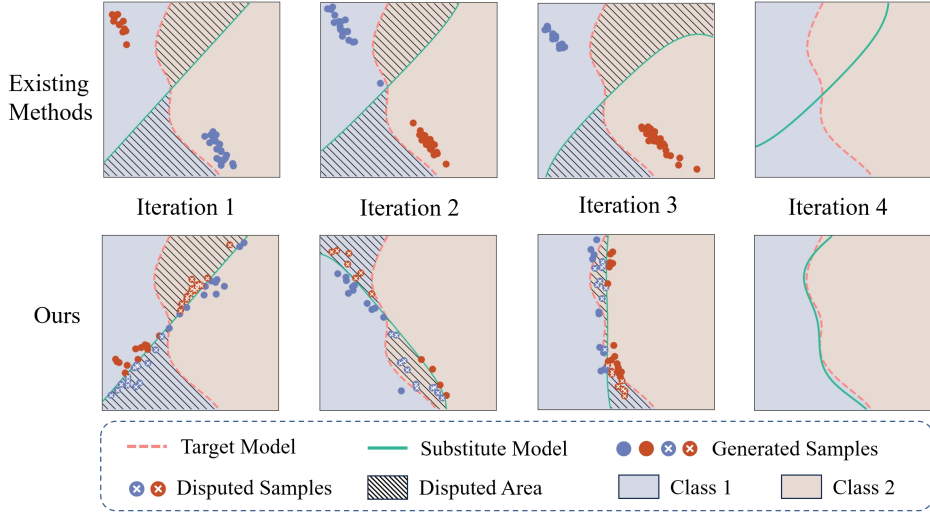 Existing
Methods
Iteration 1
Iteration 2
Iteration 3
Iteration 4
Ours
Target Model
Substitute Model
Generated Samples
Disputed Samples
Disputed Area
Class 1
Class 2